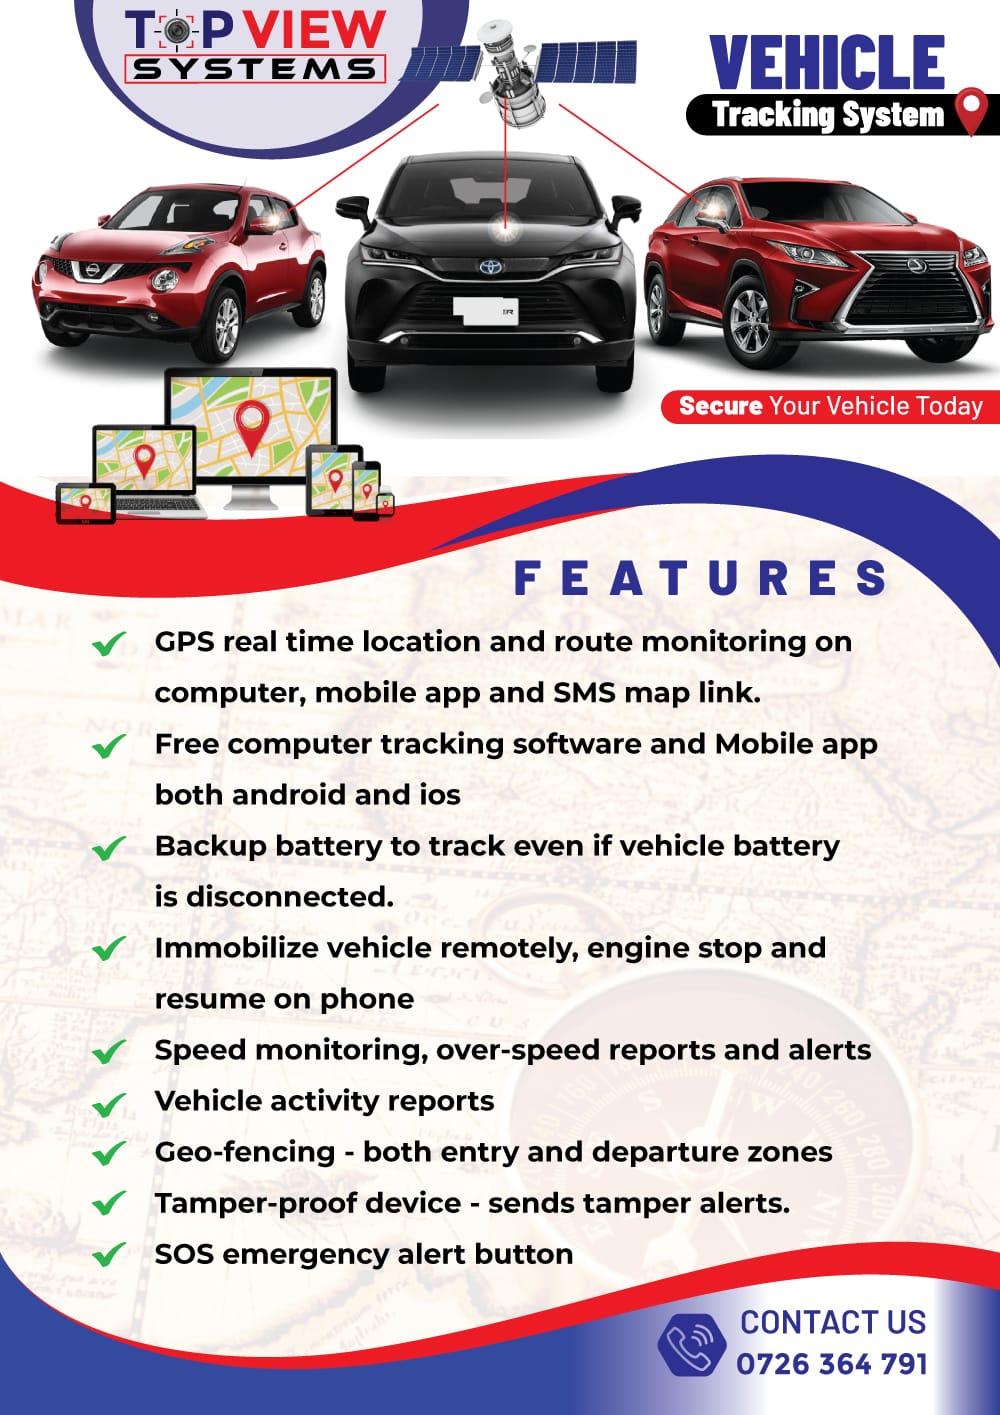 TOP VIEW
SYSTEMS
VEHICLE
Tracking System
Secure Your Vehicle Today
FEATURES
GPS real time location and route monitoring on
computer, mobile app and SMS map link.
Free computer tracking software and Mobile app
both android and ios
Backup battery to track even if vehicle battery
is disconnected.
Immobilize vehicle remotely, engine stop and
resume on phone
Speed monitoring, over-speed reports and alerts
Vehicle activity reports
Geo-fencing - both entry and departure zones
Tamper-proof device - sends tamper alerts.
SOS emergency alert button
CONTACT US
0726 364 791